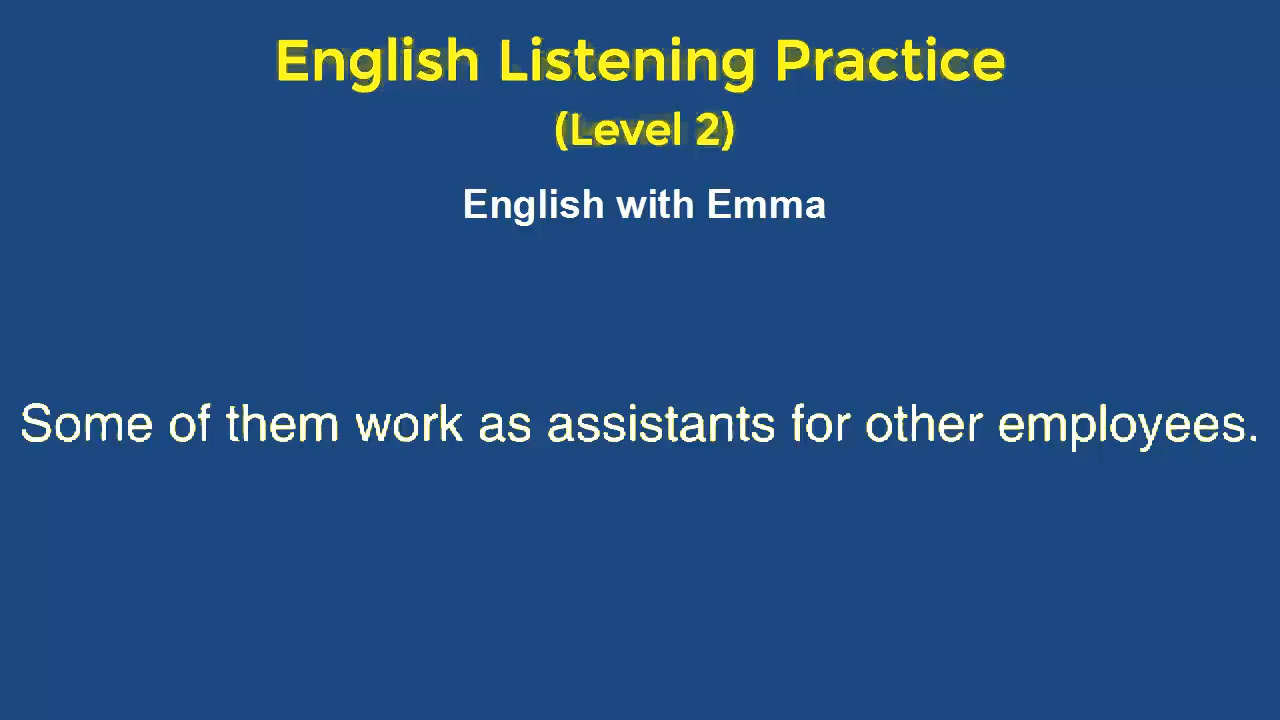 English Listening Practice
(Level 2)
English with Emma
Some of them work as assistants for other employees.